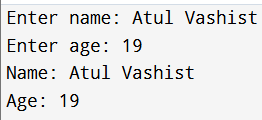 Enter name: Atul Vashist
Enter age: 19
Name: Atul Vashist
Age: 19